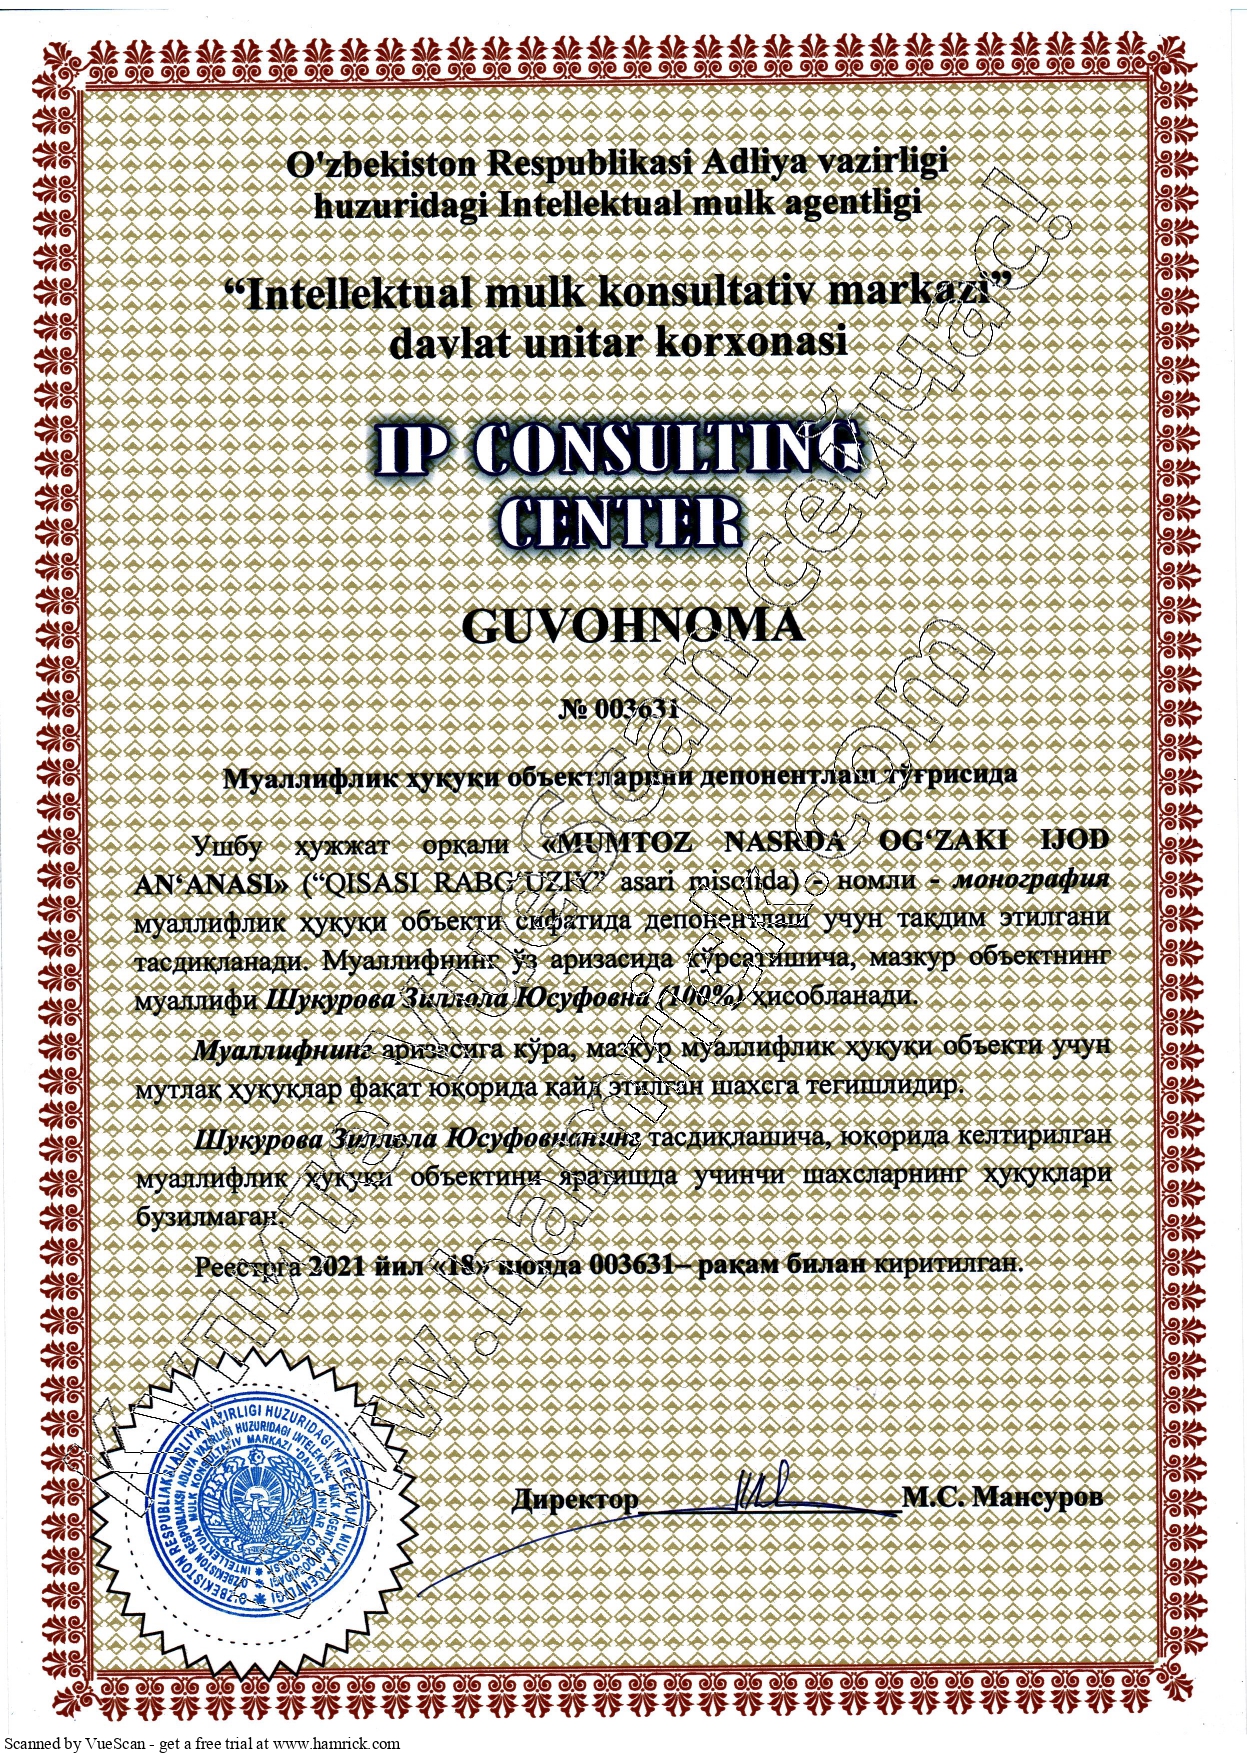 O'zbekiston Respublikasi Adliya vazirligi
huzuridagi Intellektual mulk agentligi
“Intellektual mulk konsultativ markazi”
davlat unitar korxonasi
IP CONSULTING
CENTER
GUVOHNOMA
№ 003631
Муаллифлик ҳуқуқи объектларини депонентлаш тўғрисида
Ушбу ҳужжат орқали «MUMTOZ NASRDA OG‘ZAKI IJOD
AN‘ANASI» (“QISASI RABG‘UZIY” asari misolida) - номли - монография
муаллифлик ҳуқуқи объекти сифатида депонентлаш учун тақдим этилгани
тасдиқланади. Муаллифнинг ўз аризасида кўрсатишича, мазкур объектнинг
муаллифи Шукурова Зиллола Юсуфовна (100%) ҳисобланади.
Муаллифнинг аризасига кўра, мазкур муаллифлик ҳуқуқи объекти учун
мутлақ ҳуқуқлар фақат юқорида қайд этилган шахсга тегишлидир.
Шукурова Зиллола Юсуфовнанинг тасдиқлашича, юқорида келтирилган
муаллифлик ҳуқуқи объектини яратишда учинчи шахсларнинг ҳуқуқлари
бузилмаган.
Реестрга 2021 йил «18» июнда 003631– рақам билан киритилган.
Директор М.С. Мансуров
Scanned by VueScan - get a free trial at www.hamrick.com